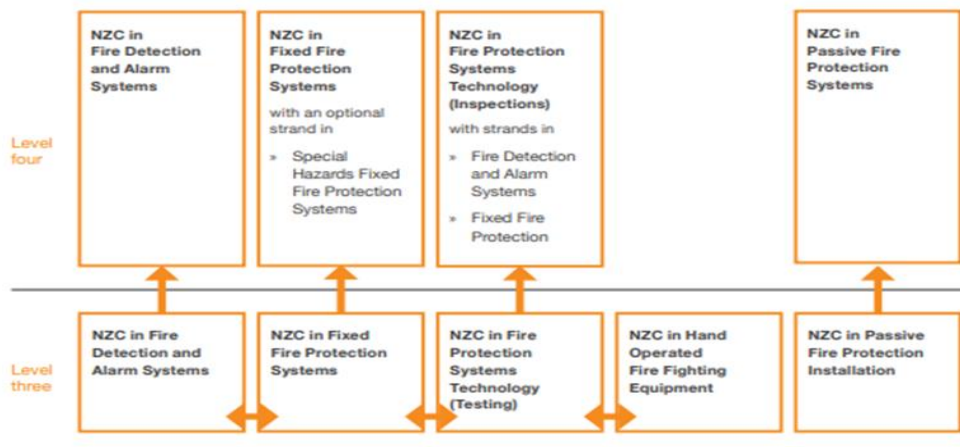 Level
four
NZC in
Fire Detection
and Alarm
Systems
NZC in
Fixed Fire
Protection
Systems
with an optional
strand in
» Special
Hazards Fixed
Fire Protection
Systems
NZC in
Fire Protection
Systems
Technology
(Inspections)
with strands in
» Fire Detection
and Alarm
Systems
» Fixed Fire
Protection
NZC in
Passive Fire
Protection
Systems
Level
three
NZC in Fire
Detection and
Alarm Systems
NZC in Fixed
Fire Protection
Systems
NZC in Fire
Protection
Systems
Technology
(Testing)
NZC in Hand
Operated
Fire Fighting
Equipment
NZC in Passive
Fire Protection
Installation